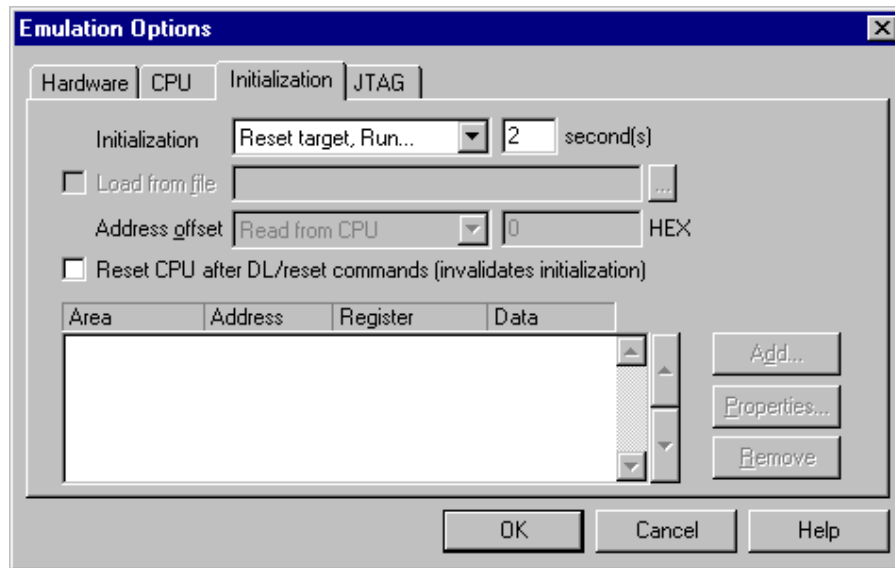 Emulation Options
Hardware CPU Initialization JTAG
Initialization Reset target, Run... 2 second(s)
Load from file ...
Address offset Read from CPU 0 HEX
Reset CPU after DL/reset commands (invalidates initialization)
Area Address Register Data
Add...
Properties...
Remove
OK Cancel Help